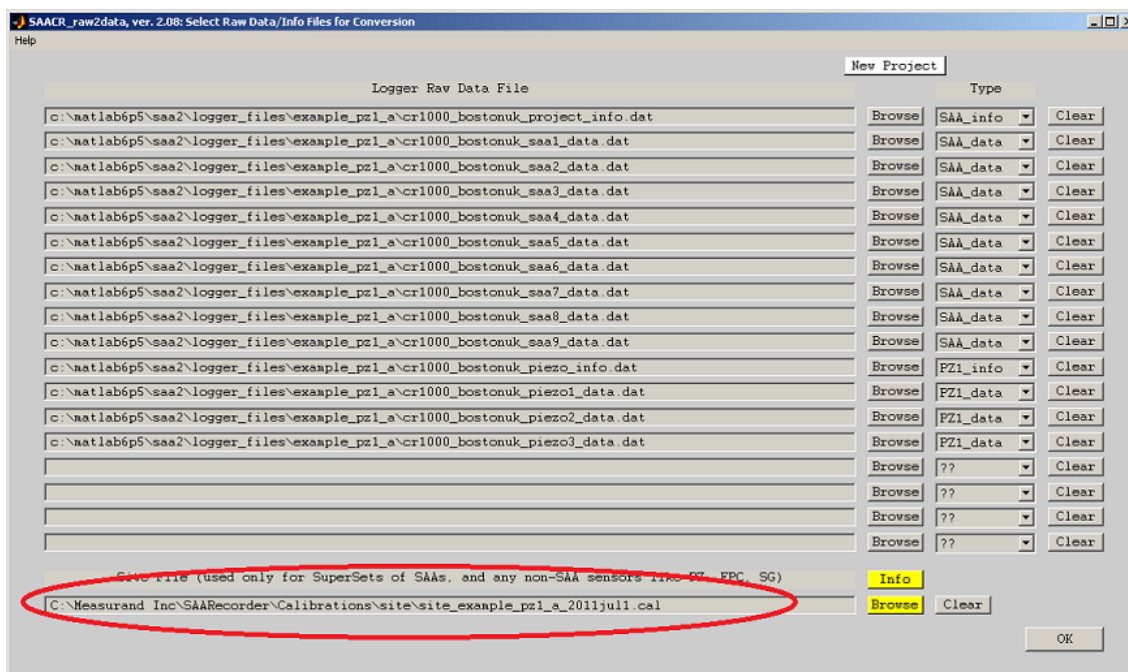 SAACR_raw2data, ver. 2.08: Select Raw Data/Info Files for Conversion
Help
New Project
Logger Raw Data File Type
c:\matlab6p5\saa2\logger_files\example_pz1_a\cr1000_bostonuk_project_info.dat Browse SAA_info Clear
c:\matlab6p5\saa2\logger_files\example_pz1_a\cr1000_bostonuk_saa1_data.dat Browse SAA_data Clear
c:\matlab6p5\saa2\logger_files\example_pz1_a\cr1000_bostonuk_saa2_data.dat Browse SAA_data Clear
c:\matlab6p5\saa2\logger_files\example_pz1_a\cr1000_bostonuk_saa3_data.dat Browse SAA_data Clear
c:\matlab6p5\saa2\logger_files\example_pz1_a\cr1000_bostonuk_saa4_data.dat Browse SAA_data Clear
c:\matlab6p5\saa2\logger_files\example_pz1_a\cr1000_bostonuk_saa5_data.dat Browse SAA_data Clear
c:\matlab6p5\saa2\logger_files\example_pz1_a\cr1000_bostonuk_saa6_data.dat Browse SAA_data Clear
c:\matlab6p5\saa2\logger_files\example_pz1_a\cr1000_bostonuk_saa7_data.dat Browse SAA_data Clear
c:\matlab6p5\saa2\logger_files\example_pz1_a\cr1000_bostonuk_saa8_data.dat Browse SAA_data Clear
c:\matlab6p5\saa2\logger_files\example_pz1_a\cr1000_bostonuk_saa9_data.dat Browse SAA_data Clear
c:\matlab6p5\saa2\logger_files\example_pz1_a\cr1000_bostonuk_piezo_info.dat Browse PZ1_info Clear
c:\matlab6p5\saa2\logger_files\example_pz1_a\cr1000_bostonuk_piezo1_data.dat Browse PZ1_data Clear
c:\matlab6p5\saa2\logger_files\example_pz1_a\cr1000_bostonuk_piezo2_data.dat Browse PZ1_data Clear
c:\matlab6p5\saa2\logger_files\example_pz1_a\cr1000_bostonuk_piezo3_data.dat Browse PZ1_data Clear
Browse ?? Clear
Browse ?? Clear
Browse ?? Clear
Browse ?? Clear
Site File (used only for SuperSets of SAAs, and any non-SAA sensors like PZ, EPC, SG) Info
C:\Measurand Inc\SAARecorder\Calibrations\site\site_example_pz1_a_2011jul1.cal Browse Clear
OK